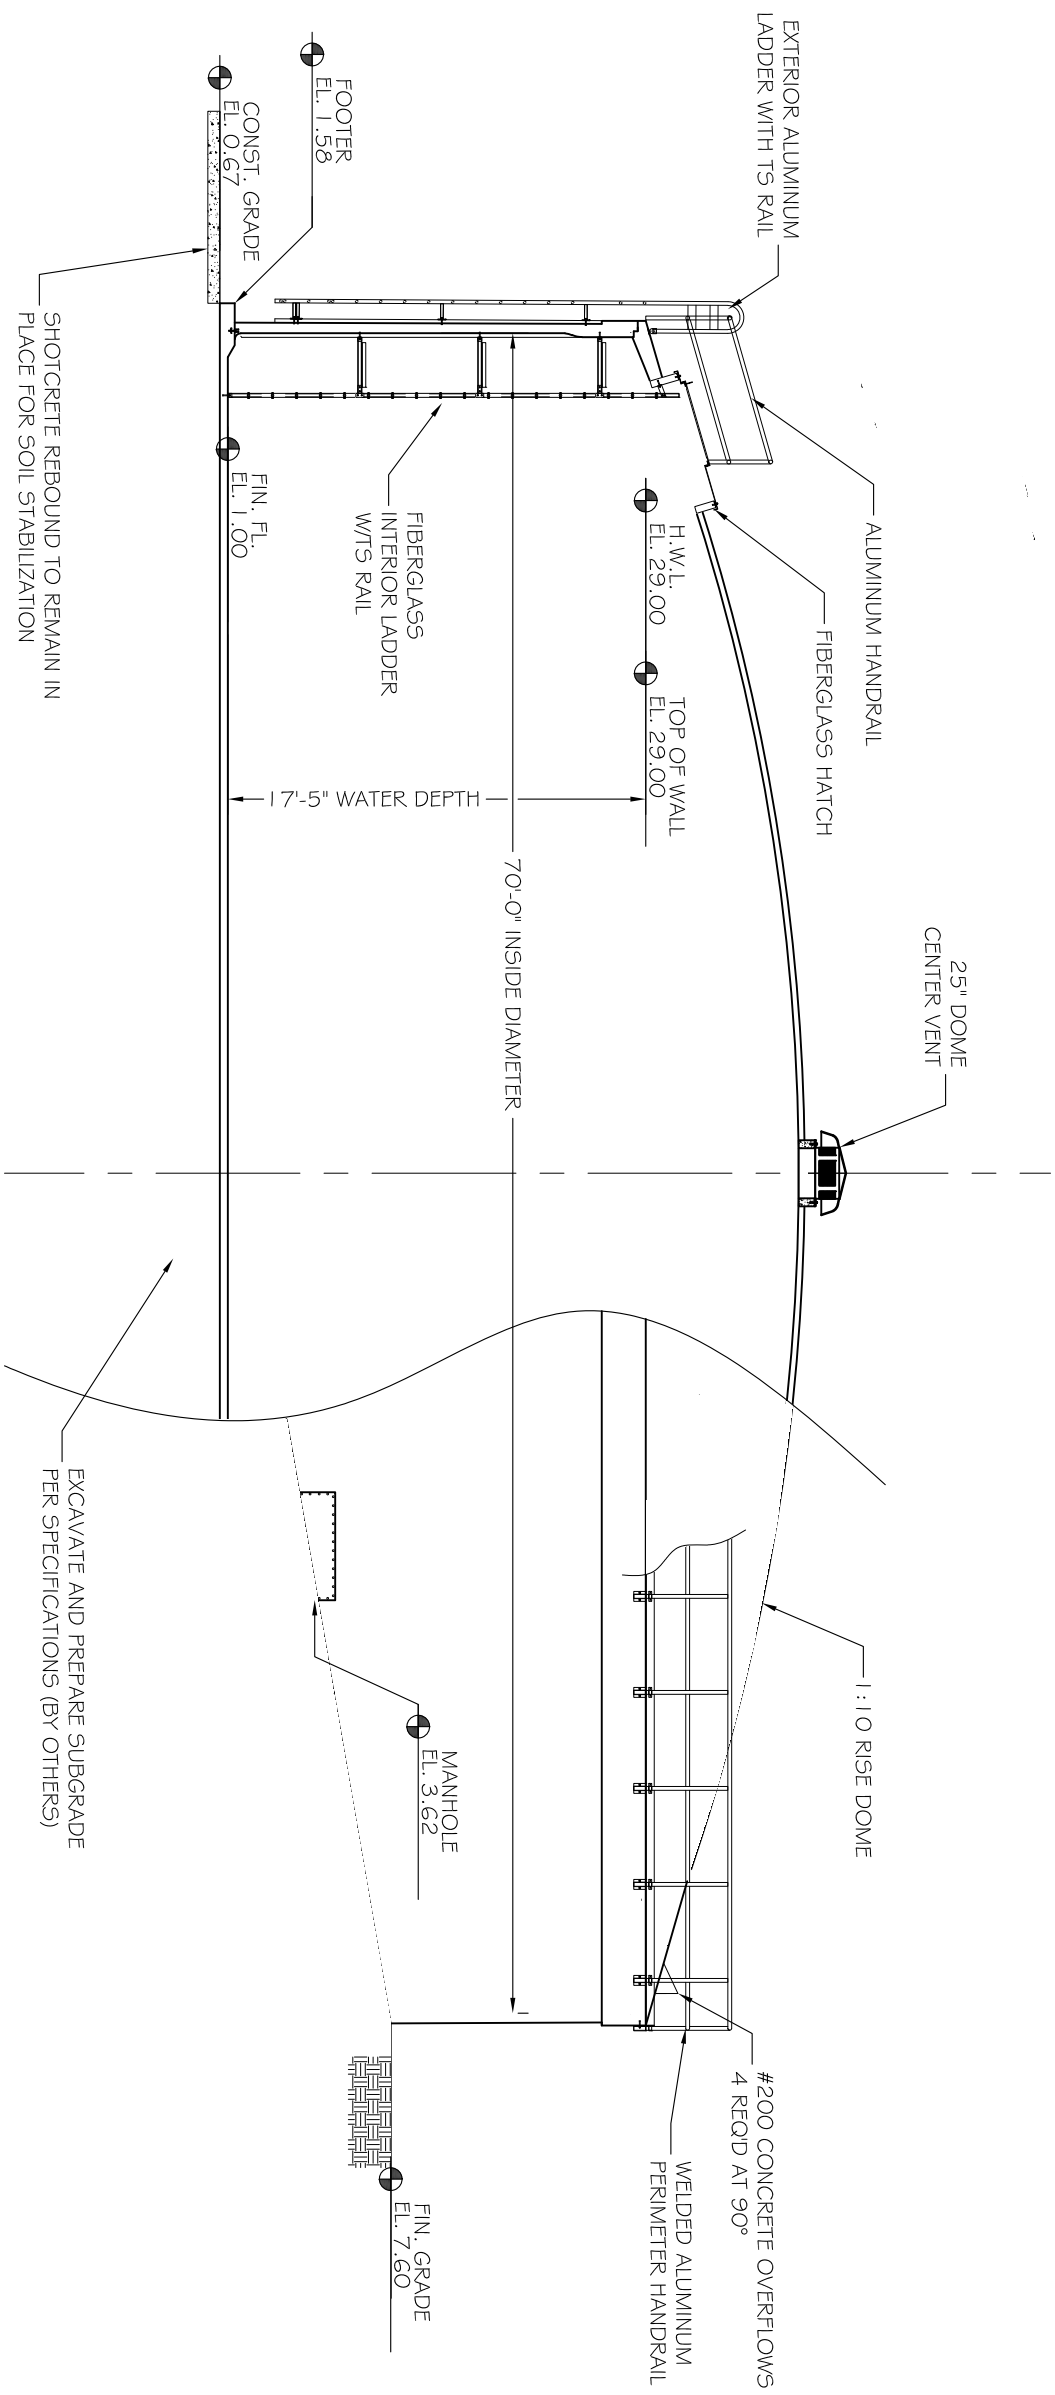 EXTERIOR ALUMINUM
LADDER WITH TS RAIL
ALUMINUM HANDRAIL
FIBERGLASS HATCH
25" DOME
CENTER VENT
1:10 RISE DOME
#200 CONCRETE OVERFLOWS
4 REQ'D AT 90°
WELDED ALUMINUM
PERIMETER HANDRAIL
H.W.L.
EL. 29.00
TOP OF WALL
EL. 29.00
70'-0" INSIDE DIAMETER
17'-5" WATER DEPTH
FIBERGLASS
INTERIOR LADDER
W/TS RAIL
FOOTER
EL. 1.58
CONST. GRADE
EL. 0.67
FIN. FL.
EL. 1.00
MANHOLE
EL. 3.62
FIN. GRADE
EL. 7.60
SHOTCRETE REBOUND TO REMAIN IN
PLACE FOR SOIL STABILIZATION
EXCAVATE AND PREPARE SUBGRADE
PER SPECIFICATIONS (BY OTHERS)